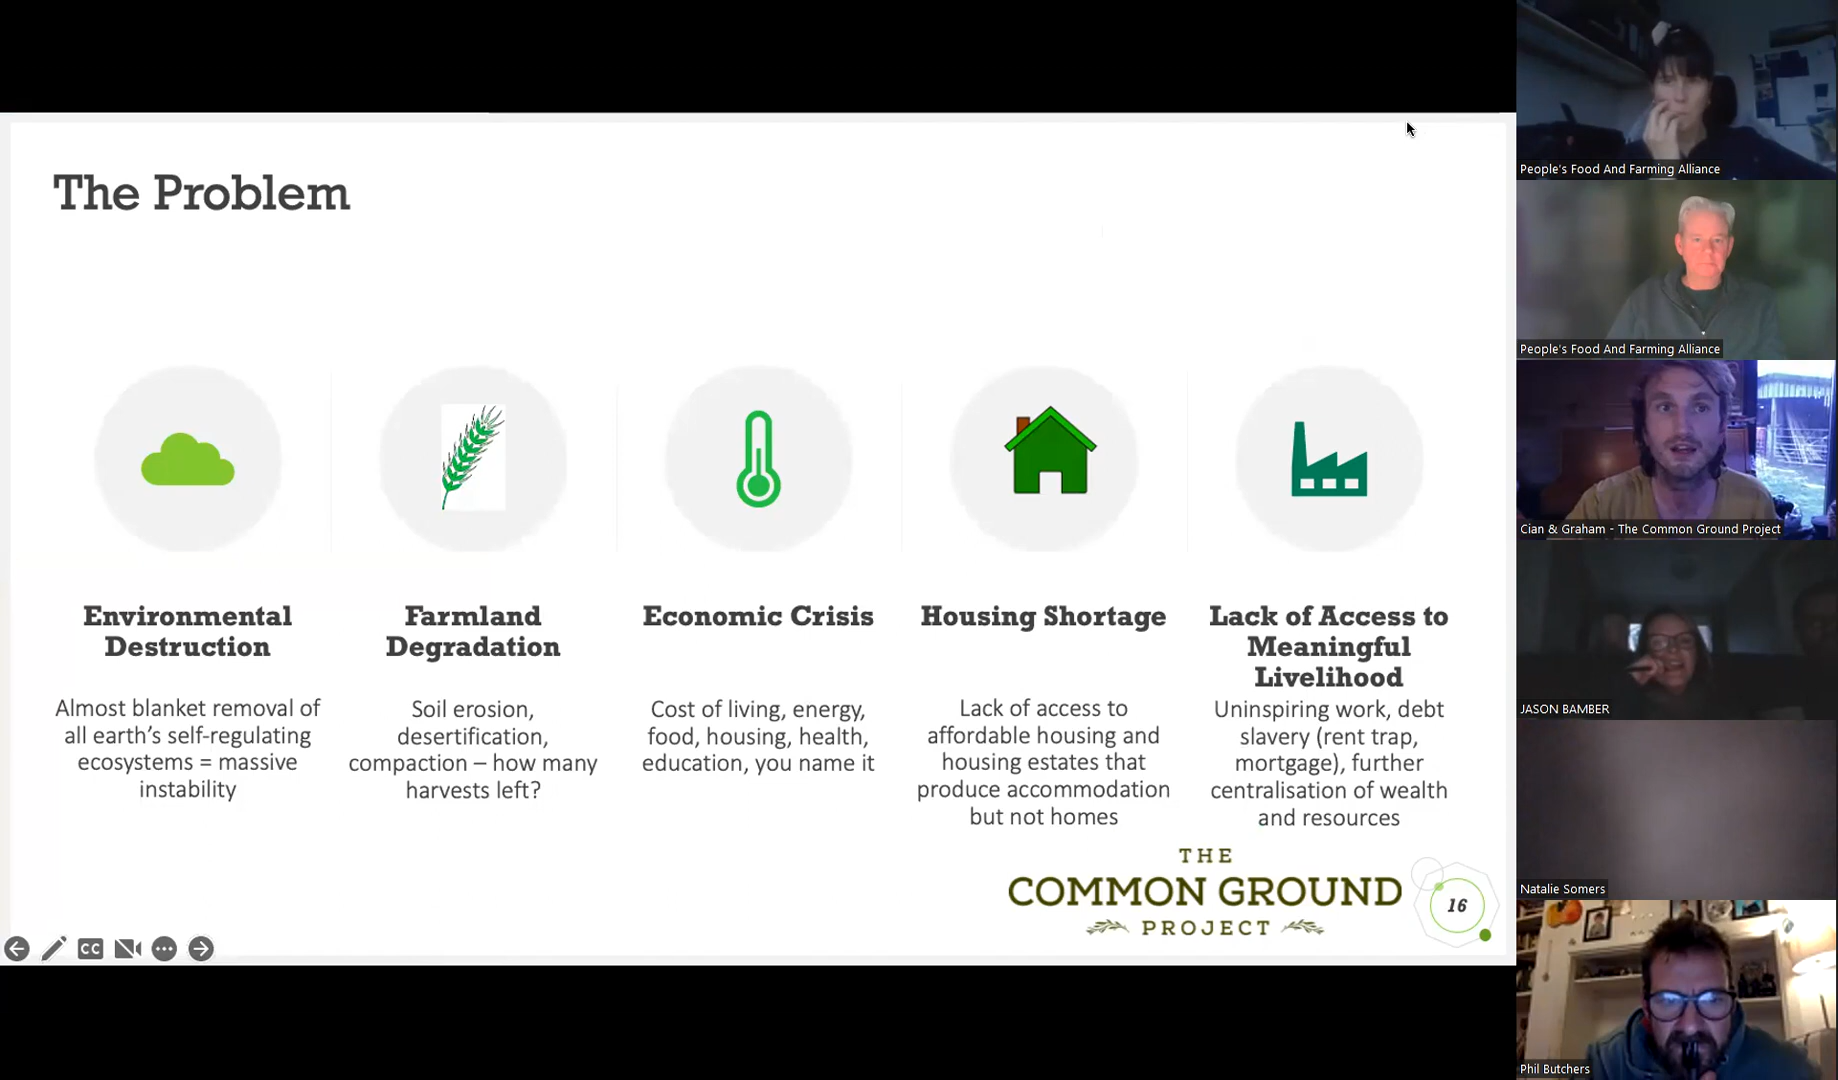 The Problem
Environmental
Destruction
Almost blanket removal of
all earth’s self-regulating
ecosystems = massive
instability
Farmland
Degradation
Soil erosion,
desertification,
compaction – how many
harvests left?
Economic Crisis
Cost of living, energy,
food, housing, health,
education, you name it
Housing Shortage
Lack of access to
affordable housing and
housing estates that
produce accommodation
but not homes
Lack of Access to
Meaningful
Livelihood
Uninspiring work, debt
slavery (rent trap,
mortgage), further
centralisation of wealth
and resources
THE
COMMON GROUND
PROJECT
16
CC
People's Food And Farming Alliance
People's Food And Farming Alliance
Cian & Graham - The Common Ground Project
JASON BAMBER
Natalie Somers
Phil Butchers